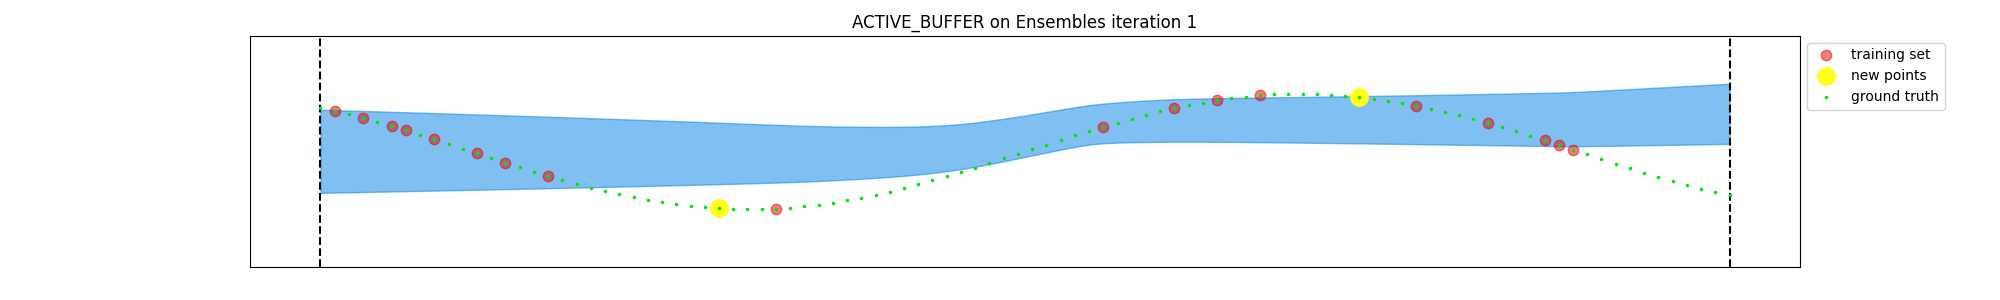 ACTIVE_BUFFER on Ensembles iteration 1
training set
new points
ground truth